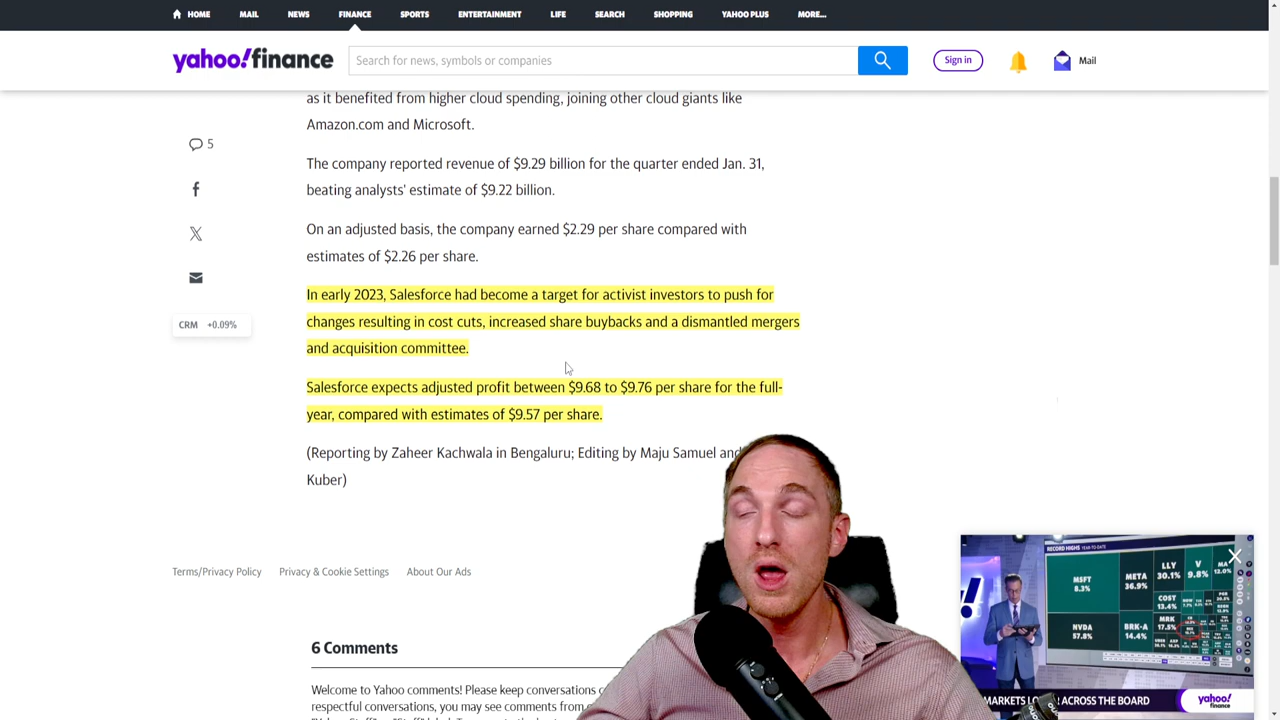 HOME MAIL NEWS FINANCE SPORTS ENTERTAINMENT LIFE SEARCH SHOPPING YAHOO PLUS MORE...
yahoo!finance
Search for news, symbols or companies
Sign in
Mail
as it benefited from higher cloud spending, joining other cloud giants like
Amazon.com and Microsoft.
5
The company reported revenue of $9.29 billion for the quarter ended Jan. 31,
beating analysts' estimate of $9.22 billion.
On an adjusted basis, the company earned $2.29 per share compared with
estimates of $2.26 per share.
In early 2023, Salesforce had become a target for activist investors to push for
changes resulting in cost cuts, increased share buybacks and a dismantled mergers
and acquisition committee.
CRM +0.09%
Salesforce expects adjusted profit between $9.68 to $9.76 per share for the full-
year, compared with estimates of $9.57 per share.
(Reporting by Zaheer Kachwala in Bengaluru; Editing by Maju Samuel and
Kuber)
Terms/Privacy Policy Privacy & Cookie Settings About Our Ads
6 Comments
Welcome to Yahoo comments! Please keep conversations
respectful conversations, you may see comments from
RECORD HIGHS YEAR-TO-DATE
MSFT
8.3%
META
36.9%
LLY
30.1%
V
9.8%
MA
12.0%
COST
13.4%
NVDA
57.8%
BRK-A
14.4%
MRK
17.5%
MARKETS ACROSS THE BOARD
yahoo!
finance